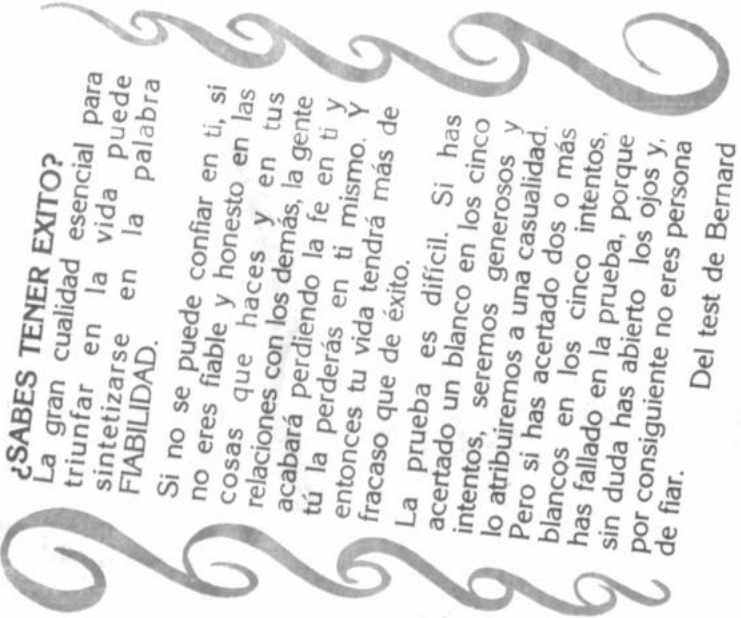 ¿SABES TENER EXITO?
La gran cualidad esencial para
triunfar en la vida puede
sintetizarse en la palabra
FIABILIDAD.
Si no se puede confiar en ti, si
no eres fiable y honesto en las
cosas que haces y en tus
relaciones con los demás, la gente
acabará perdiendo la fe en ti y
tú la perderás en ti mismo. Y
entonces tu vida tendrá más de
fracaso que de éxito.
La prueba es difícil. Si has
acertado un blanco en los cinco
intentos, seremos generosos y
lo atribuiremos a una casualidad.
Pero si has acertado dos o más
blancos en los cinco intentos,
has fallado en la prueba, porque
sin duda has abierto los ojos y,
por consiguiente no eres persona
de fiar.
Del test de Bernard